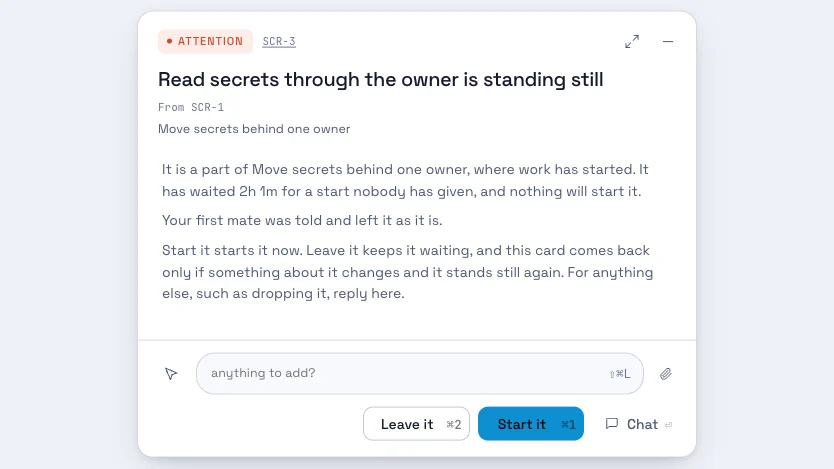 ATTENTION SCR-3
Read secrets through the owner is standing still
From SCR-1
Move secrets behind one owner
It is a part of Move secrets behind one owner, where work has started. It
has waited 2h 1m for a start nobody has given, and nothing will start it.
Your first mate was told and left it as it is.
Start it starts it now. Leave it keeps it waiting, and this card comes back
only if something about it changes and it stands still again. For anything
else, such as dropping it, reply here.
anything to add? ⇧⌘L
Leave it ⌘2 Start it ⌘1 Chat ⏎